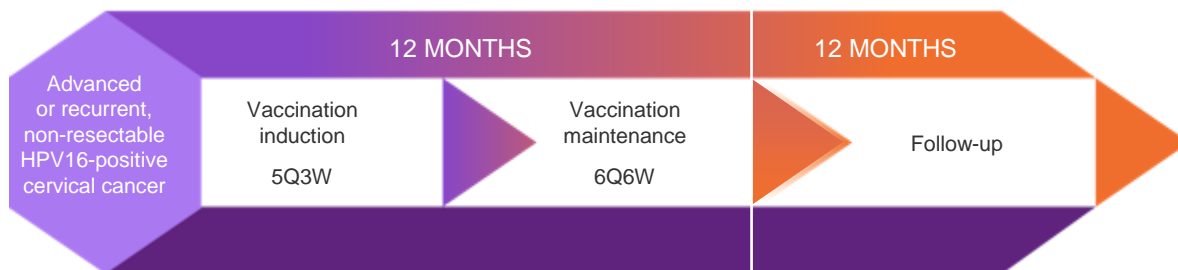 12 MONTHS
12 MONTHS
Advanced
or recurrent,
non-resectable
HPV16-positive
cervical cancer
Vaccination
induction
5Q3W
Vaccination
maintenance
6Q6W
Follow-up